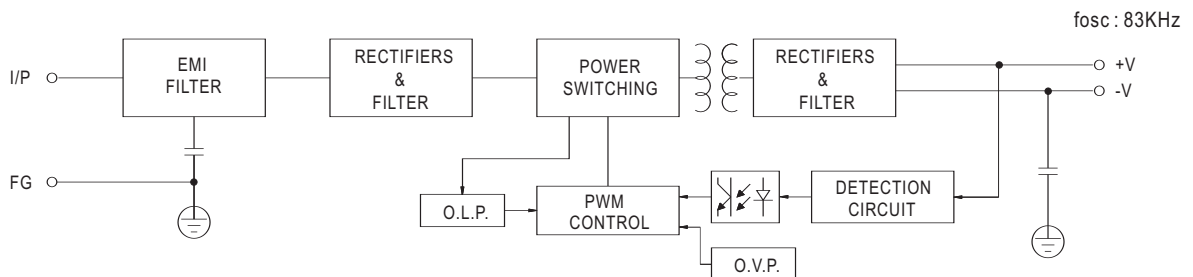 fosc : 83KHz
I/P
EMI
FILTER
RECTIFIERS
&
FILTER
POWER
SWITCHING
RECTIFIERS
&
FILTER
+V
-V
FG
O.L.P.
PWM
CONTROL
DETECTION
CIRCUIT
O.V.P.